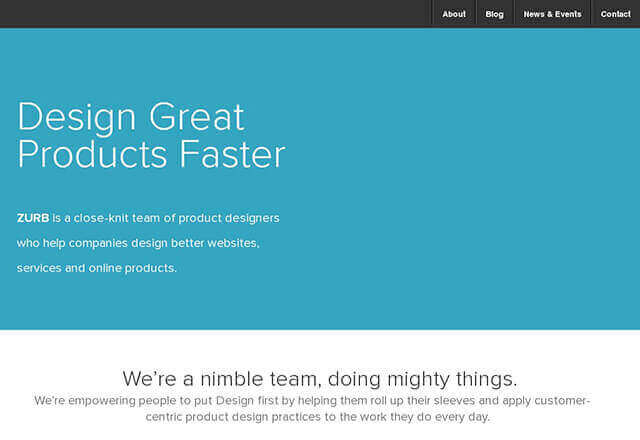 About Blog News & Events Contact
Design Great
Products Faster
ZURB is a close-knit team of product designers
who help companies design better websites,
services and online products.
We're a nimble team, doing mighty things.
We're empowering people to put Design first by helping them roll up their sleeves and apply customer-
centric product design practices to the work they do every day.